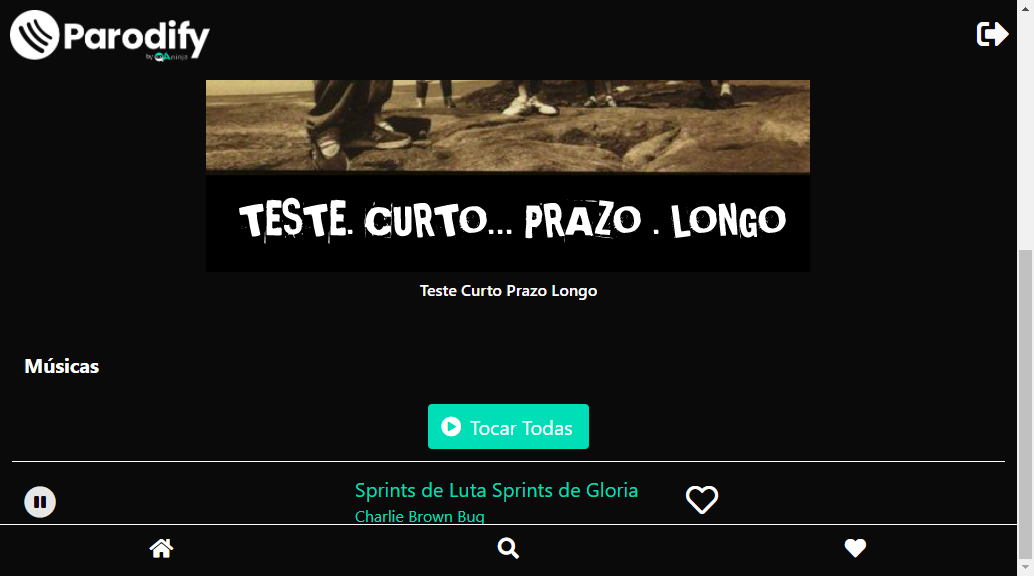 Parodify
by QAninja
TESTE. CURTO... PRAZO . LONGO
Teste Curto Prazo Longo
Músicas
Tocar Todas
Sprints de Luta Sprints de Gloria
Charlie Brown Bug